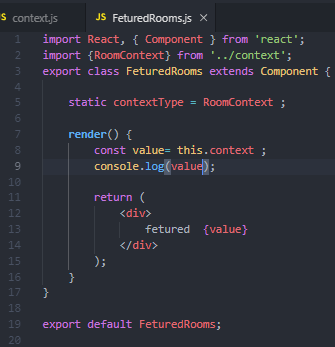 context.js
FeturedRooms.js ×
1 import React, { Component } from 'react';
2 import {RoomContext} from '../context';
3 export class FeturedRooms extends Component {
4
5 static contextType = RoomContext ;
6
7 render() {
8 const value= this.context ;
9 console.log(value);
10
11 return (
12 <div>
13 fetured  {value}
14 </div>
15 );
16 }
17 }
18
19 export default FeturedRooms;
20